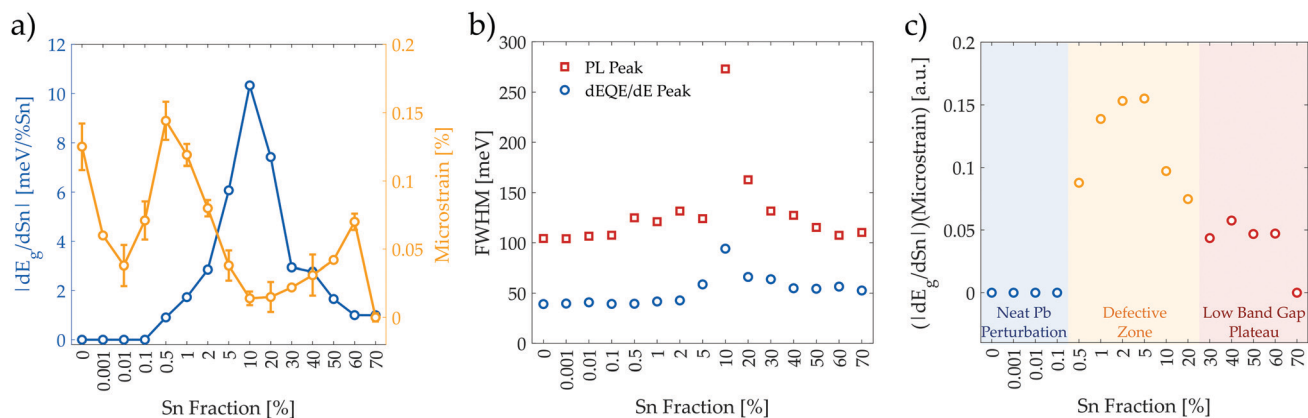 a)
|dE_g/dSn| [meV/%Sn]
12
10
8
6
4
2
0
0.2
0.15
0.1
0.05
0
Microstrain [%]
0 0.001 0.01 0.1 0.5 1 2 5 10 20 30 40 50 60 70
Sn Fraction [%]
b)
FWHM [meV]
300
250
200
150
100
50
0
PL Peak
dEQE/dE Peak
0 0.001 0.01 0.1 0.5 1 2 5 10 20 30 40 50 60 70
Sn Fraction [%]
c)
(|dE_g/dSn|)(Microstrain) [a.u.]
0.2
0.15
0.1
0.05
0
Neat Pb
Perturbation
Defective
Zone
Low Band Gap
Plateau
0 0.001 0.01 0.1 0.5 1 2 5 10 20 30 40 50 60 70
Sn Fraction [%]